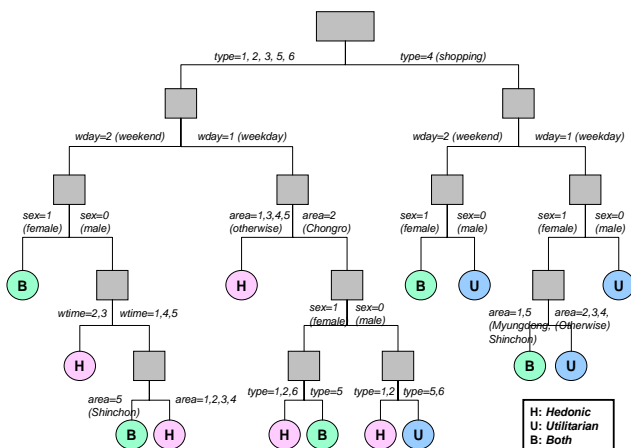 type=1, 2, 3, 5, 6
type=4 (shopping)
wday=2 (weekend)
wday=1 (weekday)
wday=2 (weekend)
wday=1 (weekday)
sex=1
(female)
sex=0
(male)
area=1,3,4,5
(otherwise)
area=2
(Chongro)
sex=1
(female)
sex=0
(male)
sex=1
(female)
sex=0
(male)
B
H
B
U
U
wtime=2,3
wtime=1,4,5
sex=1
(female)
sex=0
(male)
area=1,5
(Myungdong,
Shinchon)
area=2,3,4,
(Otherwise)
H
B
U
area=5
(Shinchon)
area=1,2,3,4
type=1,2,6
type=5
type=1,2
type=5,6
B
H
H
B
H
U
H: Hedonic
U: Utilitarian
B: Both